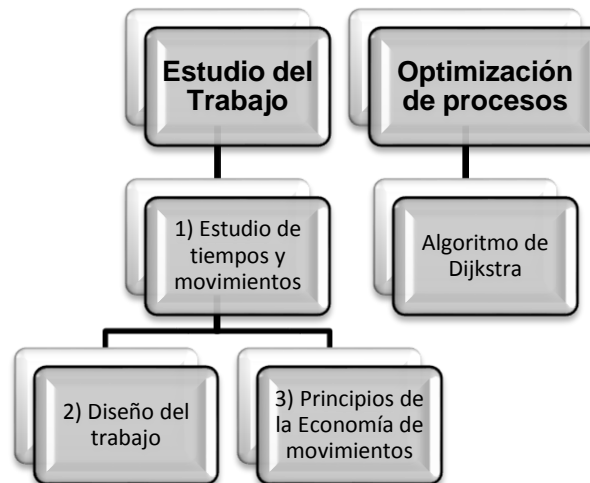 Estudio del
Trabajo
Optimización
de procesos
1) Estudio de
tiempos y
movimientos
Algoritmo de
Dijkstra
2) Diseño del
trabajo
3) Principios de
la Economía de
movimientos